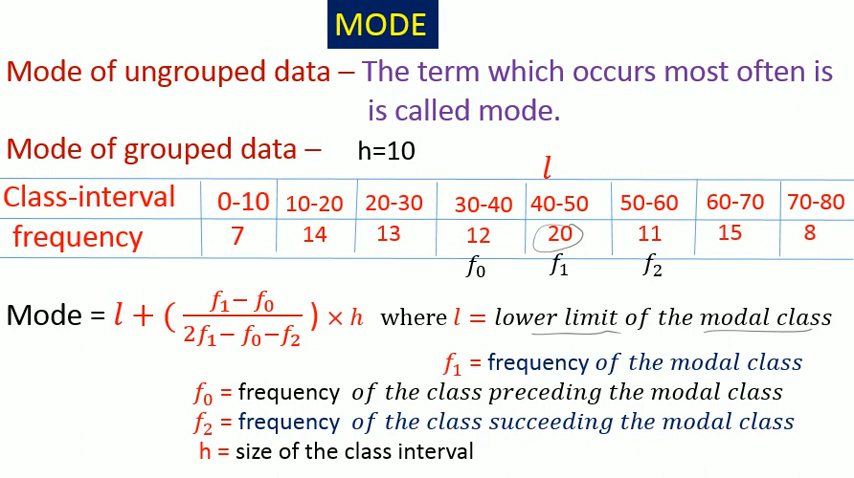 MODE
Mode of ungrouped data – The term which occurs most often is
is called mode.
Mode of grouped data – h=10
l
Class-interval 0-10 10-20 20-30 30-40 40-50 50-60 60-70 70-80
frequency 7 14 13 12 20 11 15 8
f₀ f₁ f₂
Mode = l + ( (f₁ − f₀)/(2f₁ − f₀ − f₂) ) × h where l = lower limit of the modal class
f₁ = frequency of the modal class
f₀ = frequency of the class preceding the modal class
f₂ = frequency of the class succeeding the modal class
h = size of the class interval